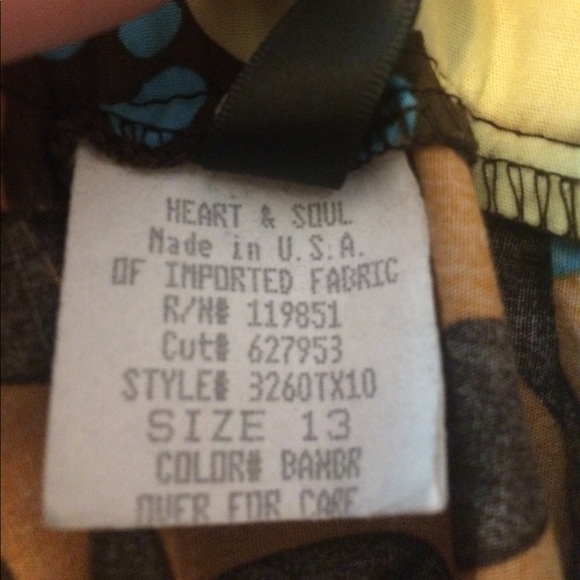 HEART & SOUL
Made in U.S.A.
OF IMPORTED FABRIC
R/N# 119851
Cut# 627953
STYLE# 3260TX10
SIZE 13
COLOR# BANBR
OVER FOR CARE